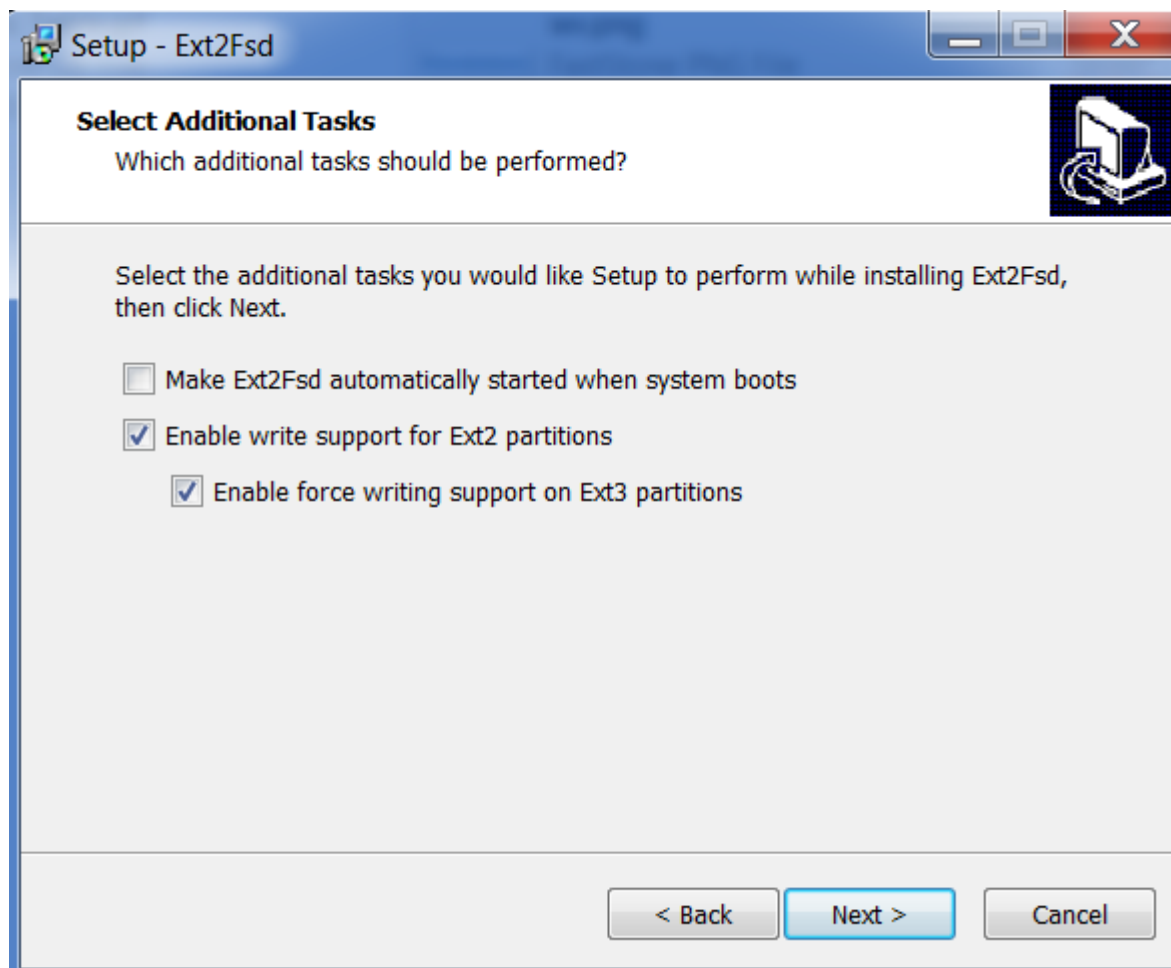 Setup - Ext2Fsd
Select Additional Tasks
Which additional tasks should be performed?
Select the additional tasks you would like Setup to perform while installing Ext2Fsd,
then click Next.
Make Ext2Fsd automatically started when system boots
Enable write support for Ext2 partitions
Enable force writing support on Ext3 partitions
< Back
Next >
Cancel